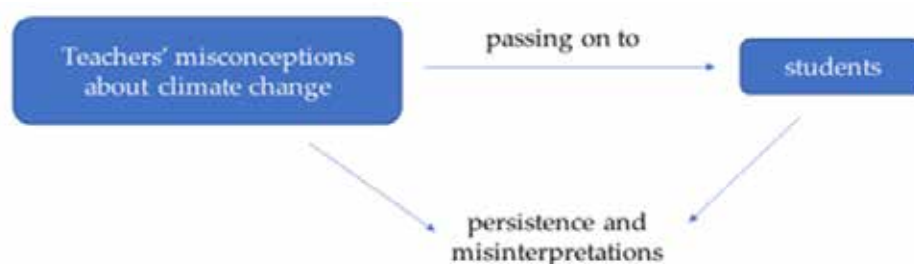 Teachers’ misconceptions
about climate change
passing on to
students
persistence and
misinterpretations